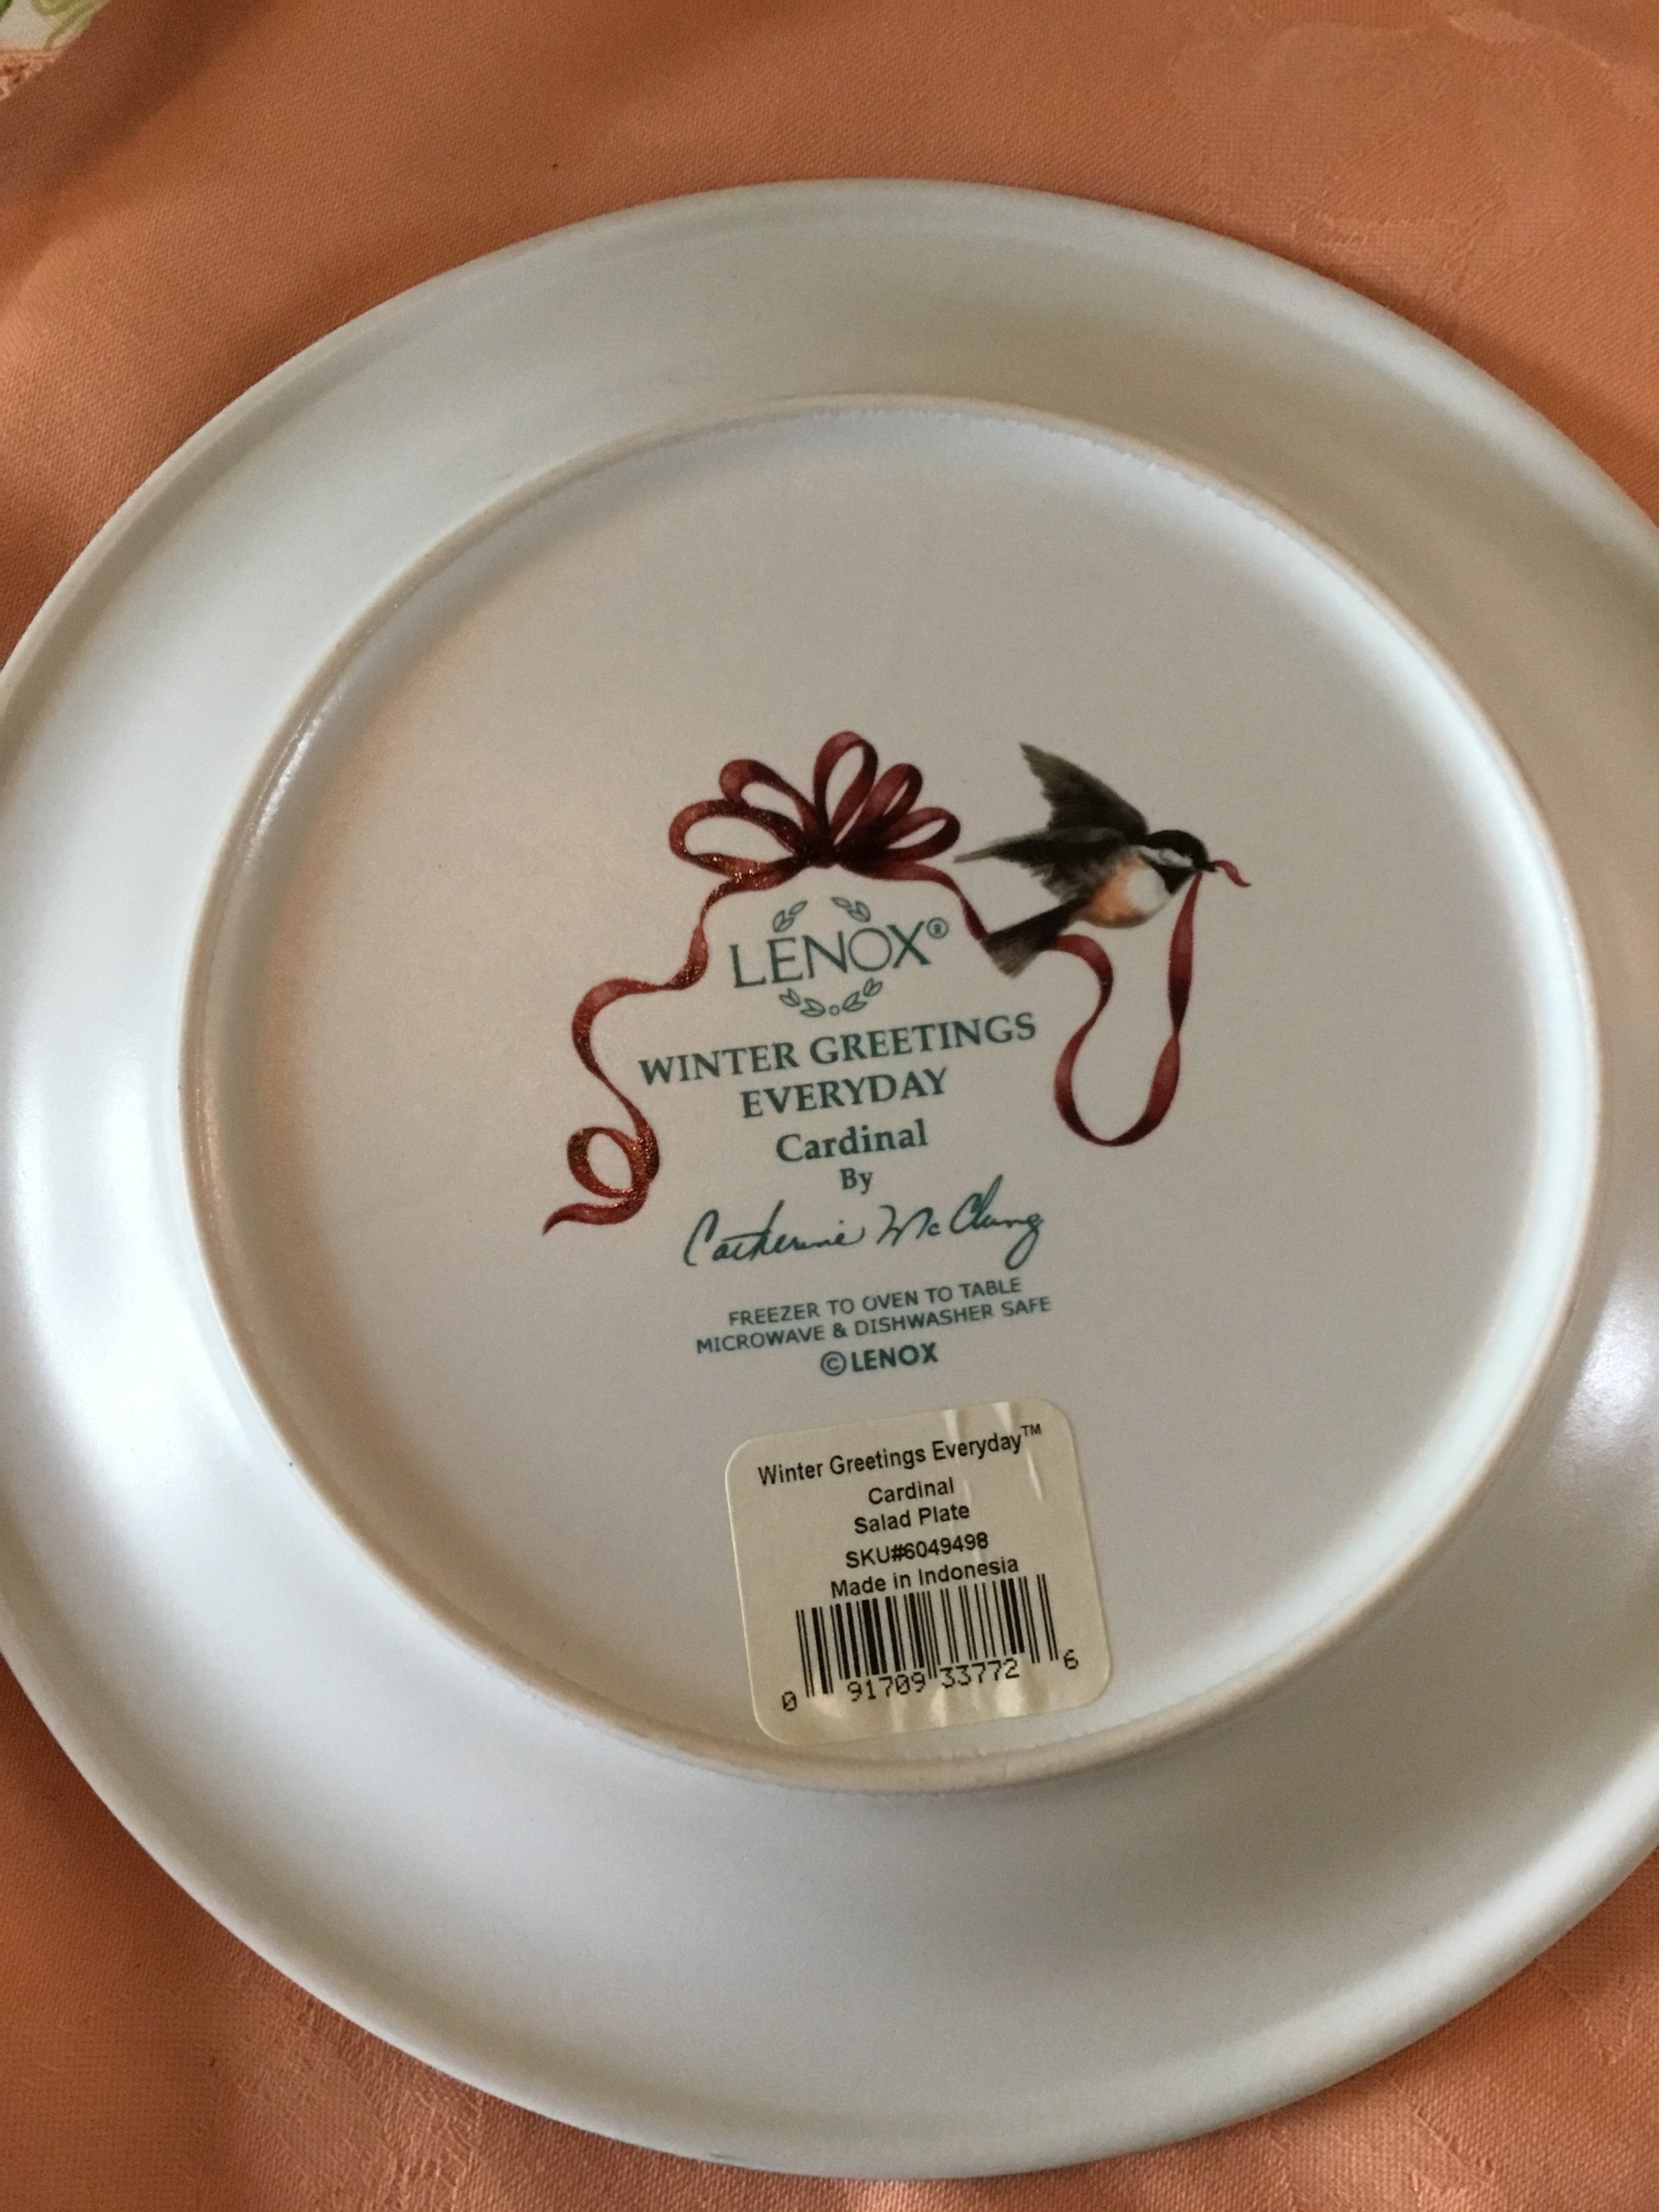 LENOX®
WINTER GREETINGS
EVERYDAY
Cardinal
By
Catherine McClung
FREEZER TO OVEN TO TABLE
MICROWAVE & DISHWASHER SAFE
©LENOX
Winter Greetings Everyday™
Cardinal
Salad Plate
SKU#6049498
Made in Indonesia
0 91709 33772 6